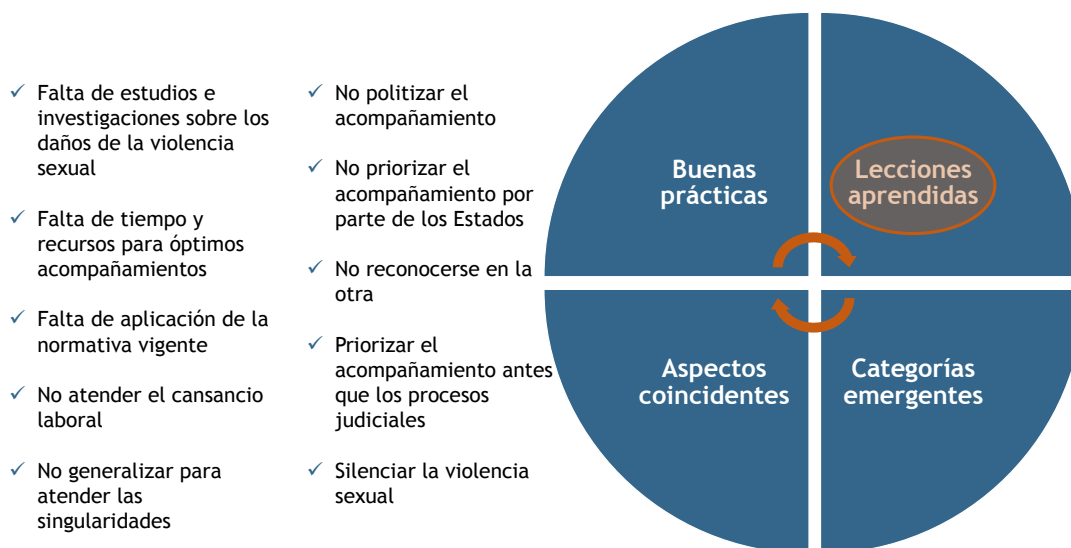 ✓ Falta de estudios e
investigaciones sobre los
daños de la violencia
sexual
✓ Falta de tiempo y
recursos para óptimos
acompañamientos
✓ Falta de aplicación de la
normativa vigente
✓ No atender el cansancio
laboral
✓ No generalizar para
atender las
singularidades
✓ No politizar el
acompañamiento
✓ No priorizar el
acompañamiento por
parte de los Estados
✓ No reconocerse en la
otra
✓ Priorizar el
acompañamiento antes
que los procesos
judiciales
✓ Silenciar la violencia
sexual
Buenas
prácticas
Lecciones
aprendidas
Aspectos
coincidentes
Categorías
emergentes